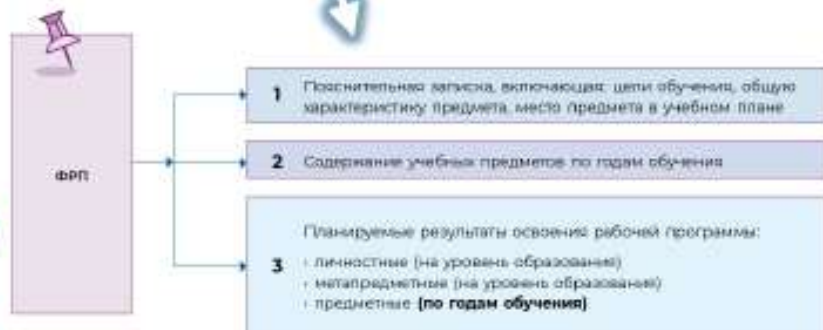 ФРП
1 Пояснительная записка, включающая: цели обучения, общую
характеристику предмета, место предмета в учебном плане
2 Содержание учебных предметов по годам обучения
3 Планируемые результаты освоения рабочей программы:
› личностные (на уровень образования)
› метапредметные (на уровень образования)
› предметные (по годам обучения)